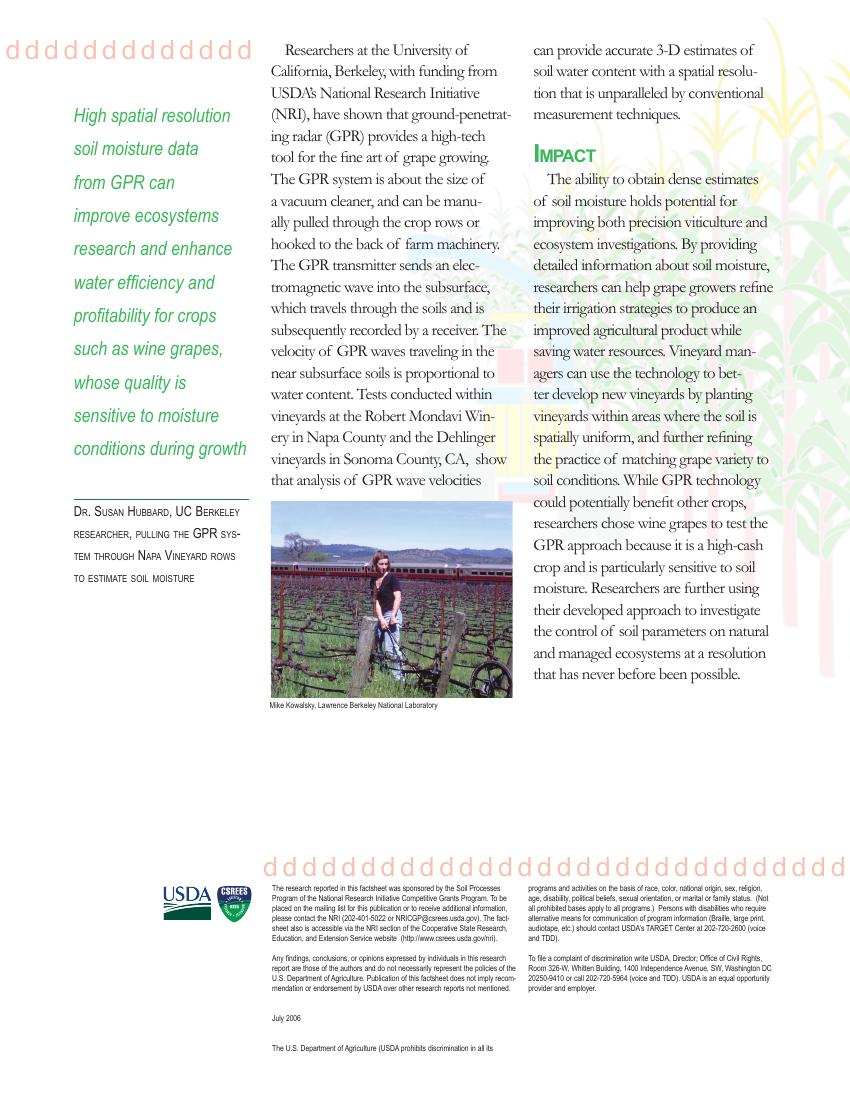 ddddddddddddd
High spatial resolution
soil moisture data
from GPR can
improve ecosystems
research and enhance
water efficiency and
profitability for crops
such as wine grapes,
whose quality is
sensitive to moisture
conditions during growth
Dr. Susan Hubbard, UC Berkeley
researcher, pulling the GPR sys-
tem through Napa Vineyard rows
to estimate soil moisture
Researchers at the University of
California, Berkeley, with funding from
USDA's National Research Initiative
(NRI), have shown that ground-penetrat-
ing radar (GPR) provides a high-tech
tool for the fine art of grape growing.
The GPR system is about the size of
a vacuum cleaner, and can be manu-
ally pulled through the crop rows or
hooked to the back of farm machinery.
The GPR transmitter sends an elec-
tromagnetic wave into the subsurface,
which travels through the soils and is
subsequently recorded by a receiver. The
velocity of GPR waves traveling in the
near subsurface soils is proportional to
water content. Tests conducted within
vineyards at the Robert Mondavi Win-
ery in Napa County and the Dehlinger
vineyards in Sonoma County, CA, show
that analysis of GPR wave velocities
Mike Kowalsky, Lawrence Berkeley National Laboratory
can provide accurate 3-D estimates of
soil water content with a spatial resolu-
tion that is unparalleled by conventional
measurement techniques.
Impact
The ability to obtain dense estimates
of soil moisture holds potential for
improving both precision viticulture and
ecosystem investigations. By providing
detailed information about soil moisture,
researchers can help grape growers refine
their irrigation strategies to produce an
improved agricultural product while
saving water resources. Vineyard man-
agers can use the technology to bet-
ter develop new vineyards by planting
vineyards within areas where the soil is
spatially uniform, and further refining
the practice of matching grape variety to
soil conditions. While GPR technology
could potentially benefit other crops,
researchers chose wine grapes to test the
GPR approach because it is a high-cash
crop and is particularly sensitive to soil
moisture. Researchers are further using
their developed approach to investigate
the control of soil parameters on natural
and managed ecosystems at a resolution
that has never before been possible.
dddddddddddddddddddddddddddddd
USDA
CSREES
The research reported in this factsheet was sponsored by the Soil Processes
Program of the National Research Initiative Competitive Grants Program. To be
placed on the mailing list for this publication or to receive additional information,
please contact the NRI (202-401-5022 or NRICGP@csrees.usda.gov). The fact-
sheet also is accessible via the NRI section of the Cooperative State Research,
Education, and Extension Service website (http://www.csrees.usda.gov/nri).
Any findings, conclusions, or opinions expressed by individuals in this research
report are those of the authors and do not necessarily represent the policies of the
U.S. Department of Agriculture. Publication of this factsheet does not imply recom-
mendation or endorsement by USDA over other research reports not mentioned.
July 2006
The U.S. Department of Agriculture (USDA prohibits discrimination in all its
programs and activities on the basis of race, color, national origin, sex, religion,
age, disability, political beliefs, sexual orientation, or marital or family status. (Not
all prohibited bases apply to all programs.) Persons with disabilities who require
alternative means for communication of program information (Braille, large print,
audiotape, etc.) should contact USDA's TARGET Center at 202-720-2600 (voice
and TDD).
To file a complaint of discrimination write USDA, Director; Office of Civil Rights,
Room 326-W, Whitten Building, 1400 Independence Avenue, SW, Washington DC
20250-9410 or call 202-720-5964 (voice and TDD). USDA is an equal opportunity
provider and employer.